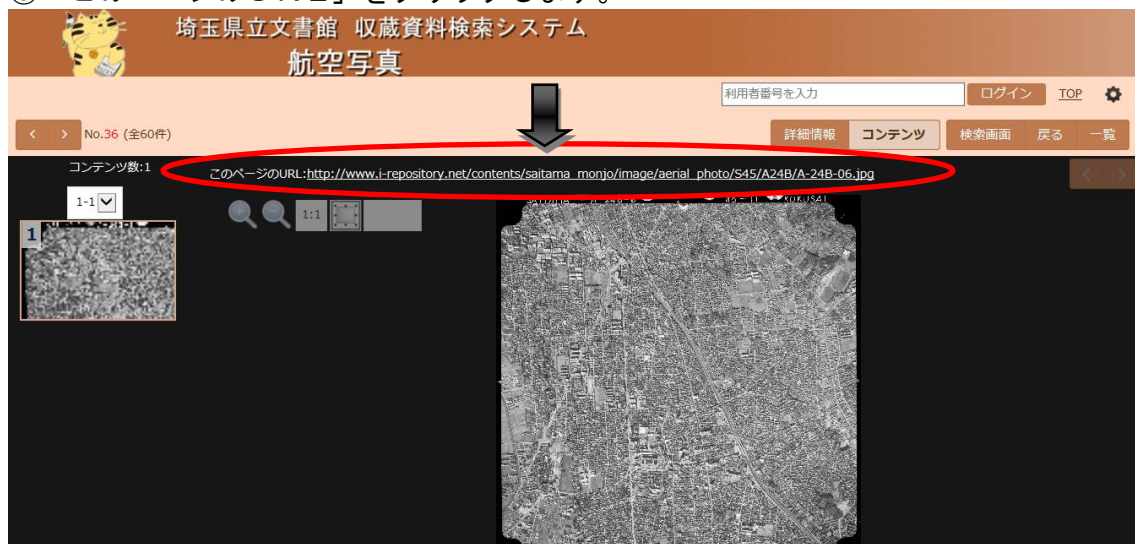 埼玉県立文書館 収蔵資料検索システム
航空写真
利用者番号を入力
ログイン
TOP
No.36 (全60件)
詳細情報
コンテンツ
検索画面
戻る
一覧
コンテンツ数:1
このページのURL:http://www.i-repository.net/contents/saitama_monjo/image/aerial_photo/S45/A24B/A-24B-06.jpg
1-1
1:1
1
KOKUSAI